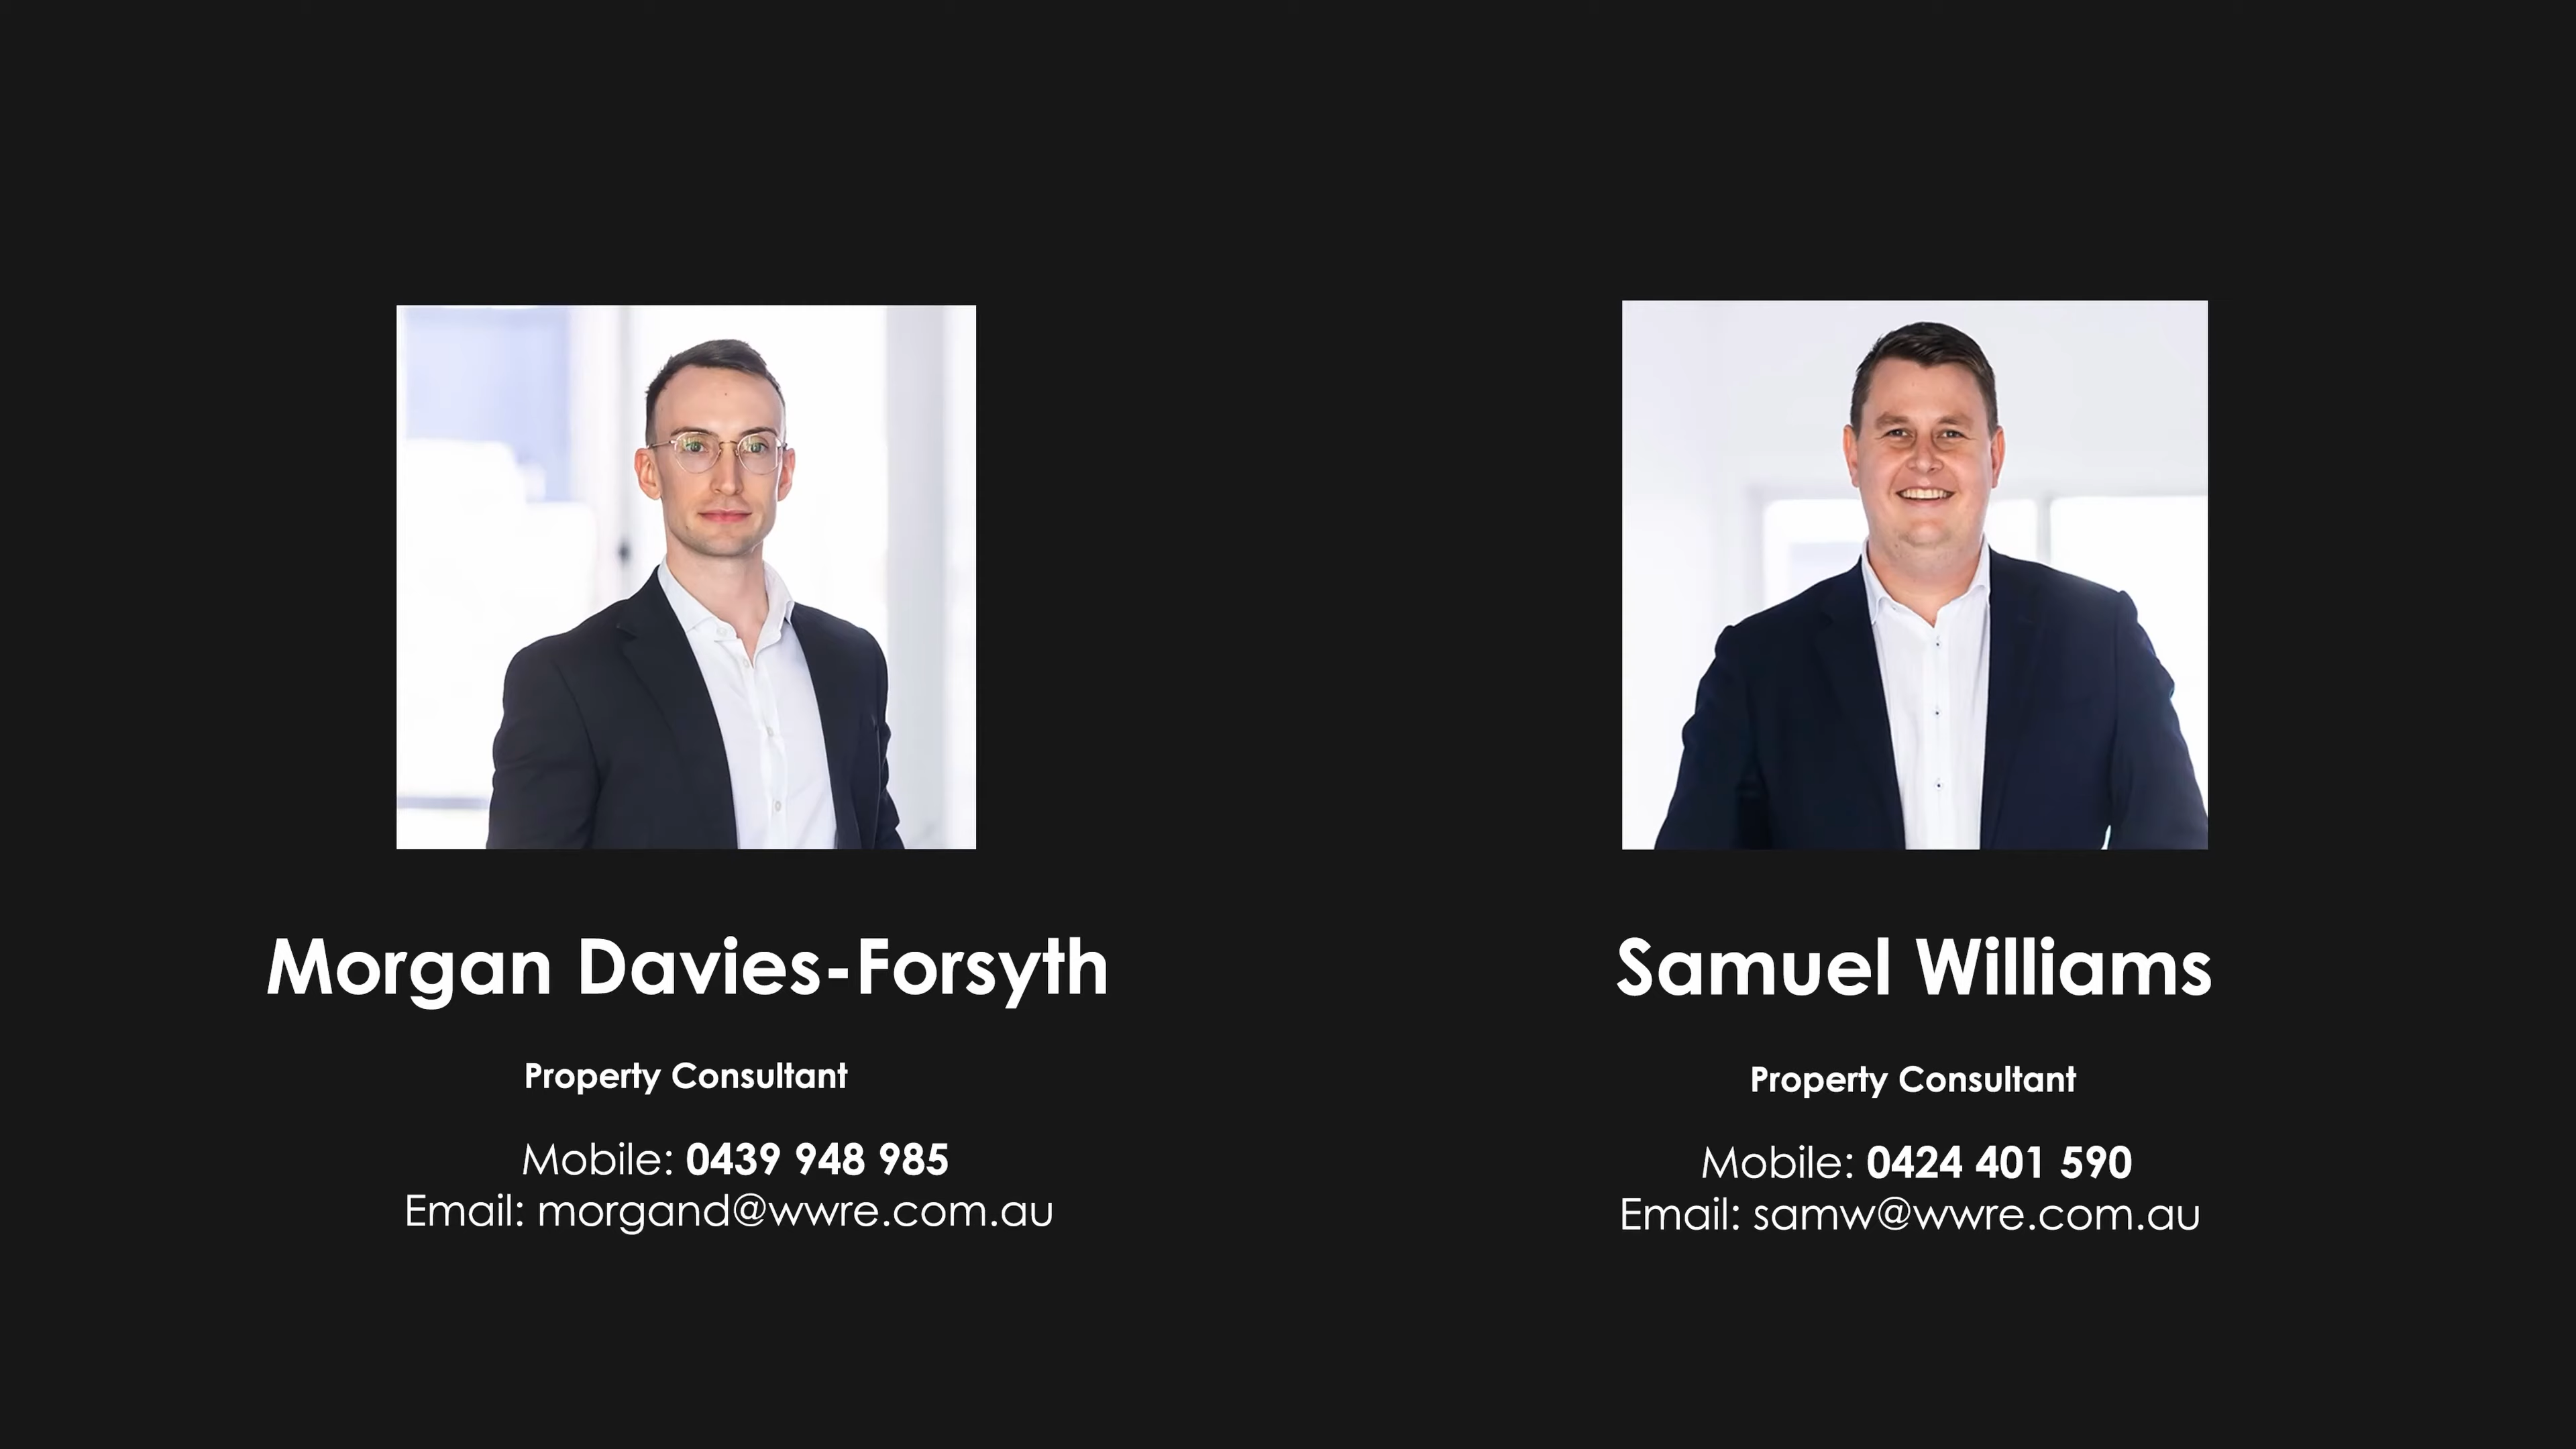 Morgan Davies-Forsyth
Property Consultant
Mobile: 0439 948 985
Email: morgand@wwre.com.au
Samuel Williams
Property Consultant
Mobile: 0424 401 590
Email: samw@wwre.com.au